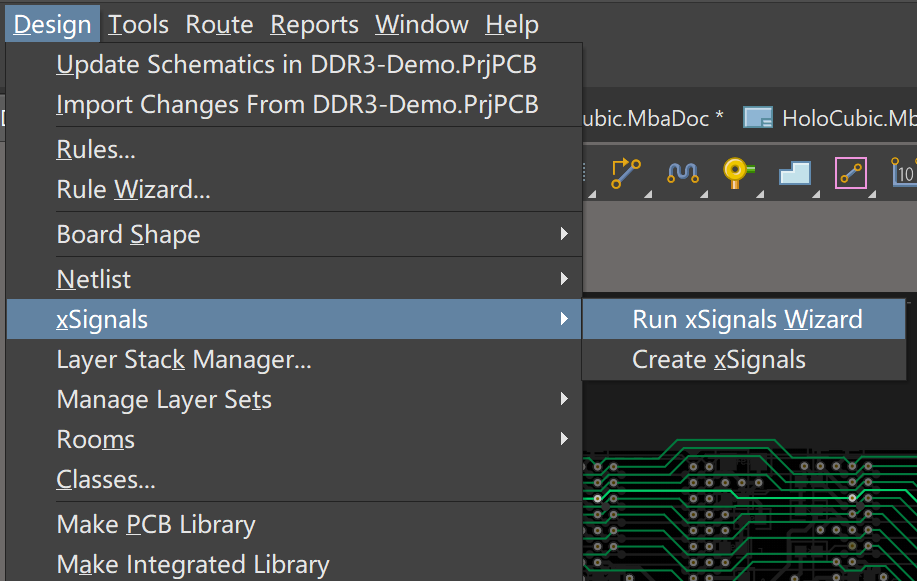 Design Tools Route Reports Window Help
Update Schematics in DDR3-Demo.PrjPCB
Import Changes From DDR3-Demo.PrjPCB
ubic.MbaDoc * HoloCubic.Mb
Rules...
Rule Wizard...
10
Board Shape
Netlist
xSignals
Run xSignals Wizard
Layer Stack Manager...
Create xSignals
Manage Layer Sets
Rooms
Classes...
Make PCB Library
Make Integrated Library